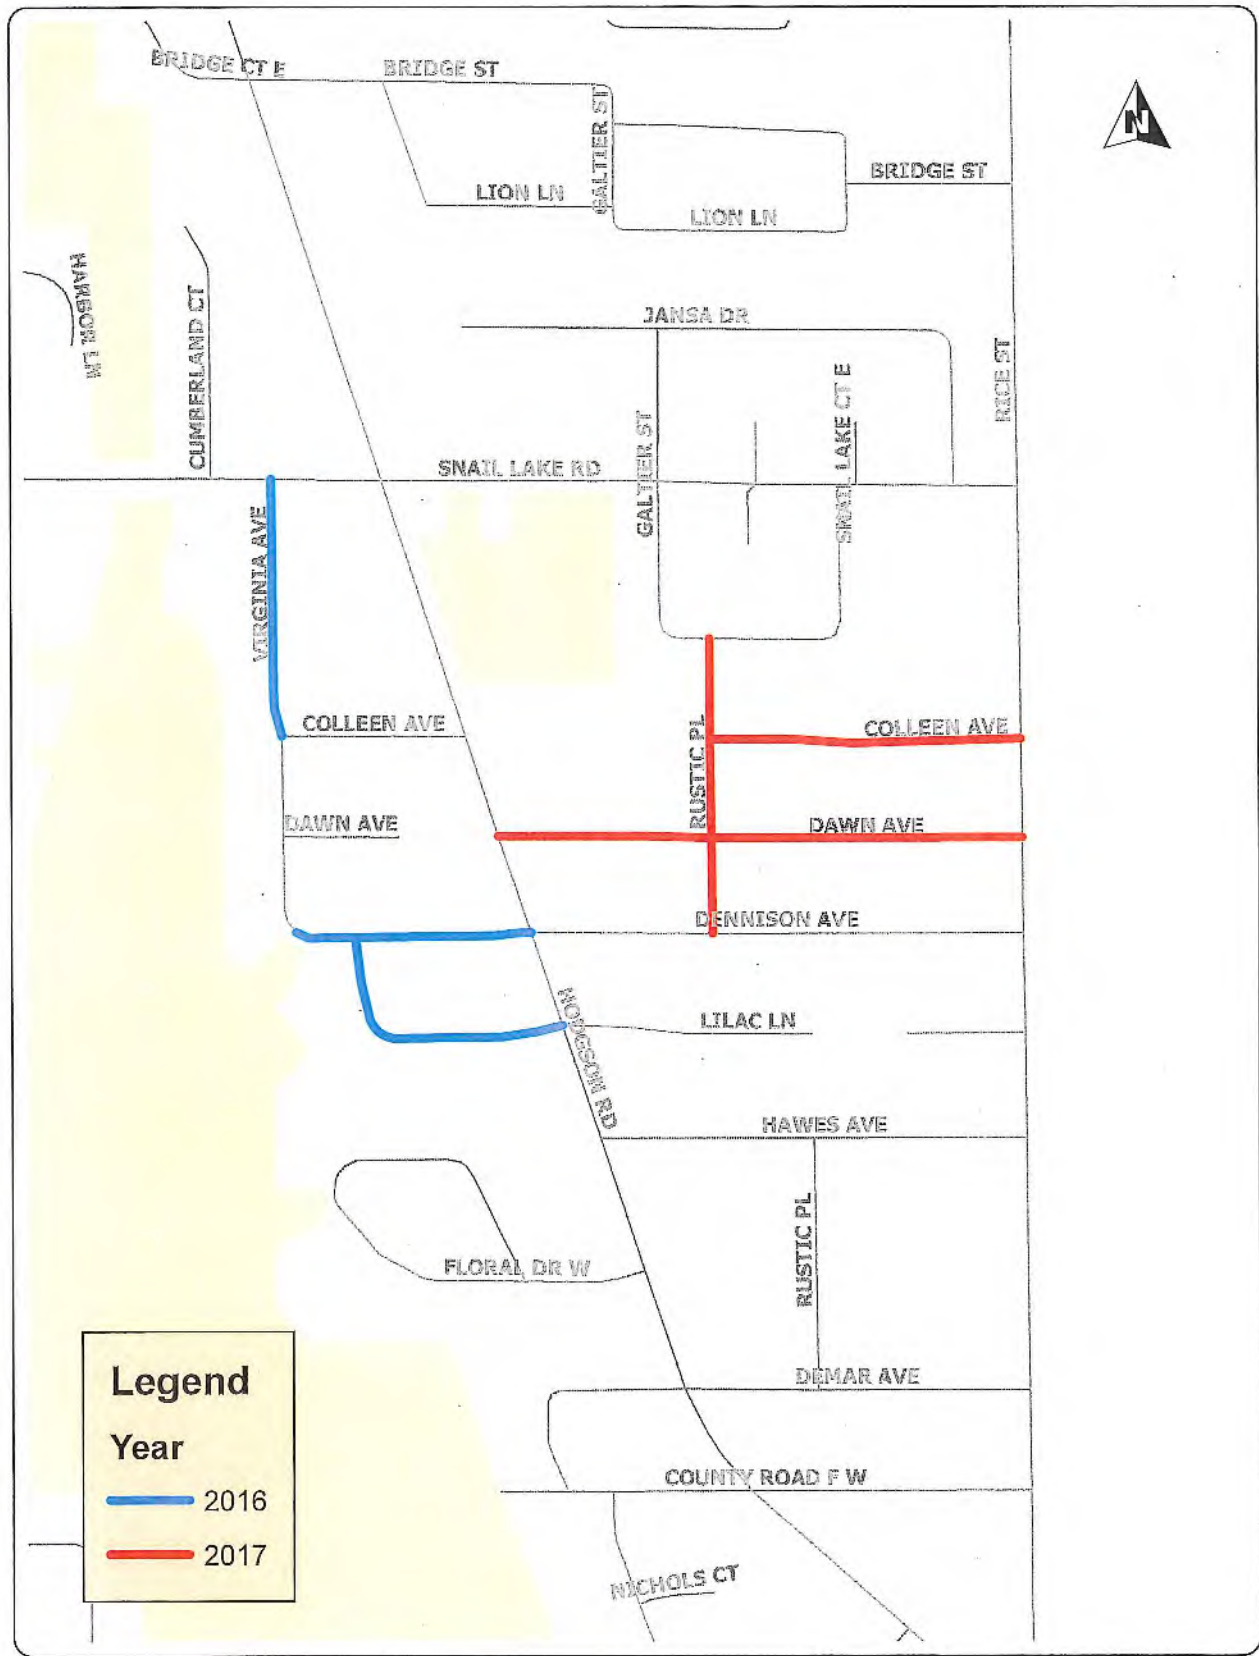 BRIDGE CT E
BRIDGE ST
GALTIER ST
LION LN
BRIDGE ST
LION LN
N
HARBOR LN
CUMBERLAND CT
JANSA DR
RICE ST
GALTIER ST
SNAIL LAKE CT E
SNAIL LAKE RD
VIRGINIA AVE
COLLEEN AVE
RUSTIC PL
COLLEEN AVE
DAWN AVE
DAWN AVE
DENNISON AVE
HODGSON RD
LILAC LN
HAWES AVE
RUSTIC PL
FLORAL DR W
DEMAR AVE
COUNTY ROAD F W
NICHOLS CT
Legend
Year
2016
2017